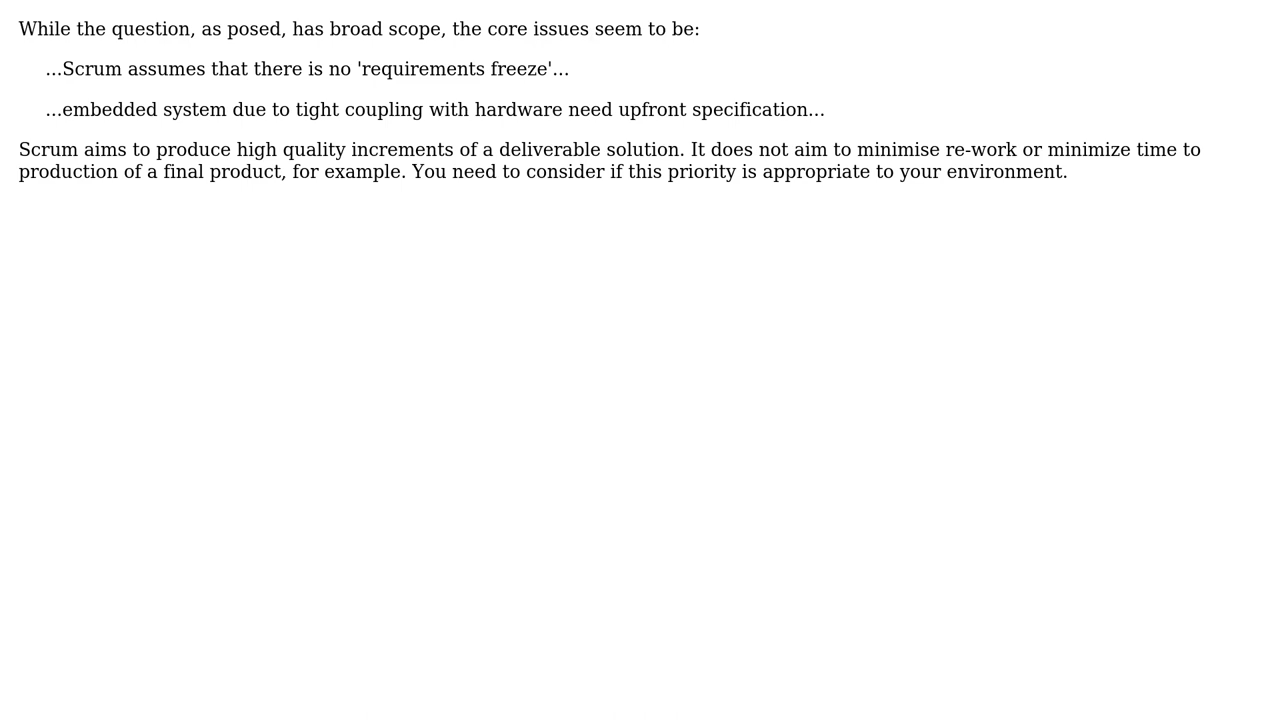 While the question, as posed, has broad scope, the core issues seem to be:
...Scrum assumes that there is no 'requirements freeze'...
...embedded system due to tight coupling with hardware need upfront specification...
Scrum aims to produce high quality increments of a deliverable solution. It does not aim to minimise re-work or minimize time to
production of a final product, for example. You need to consider if this priority is appropriate to your environment.